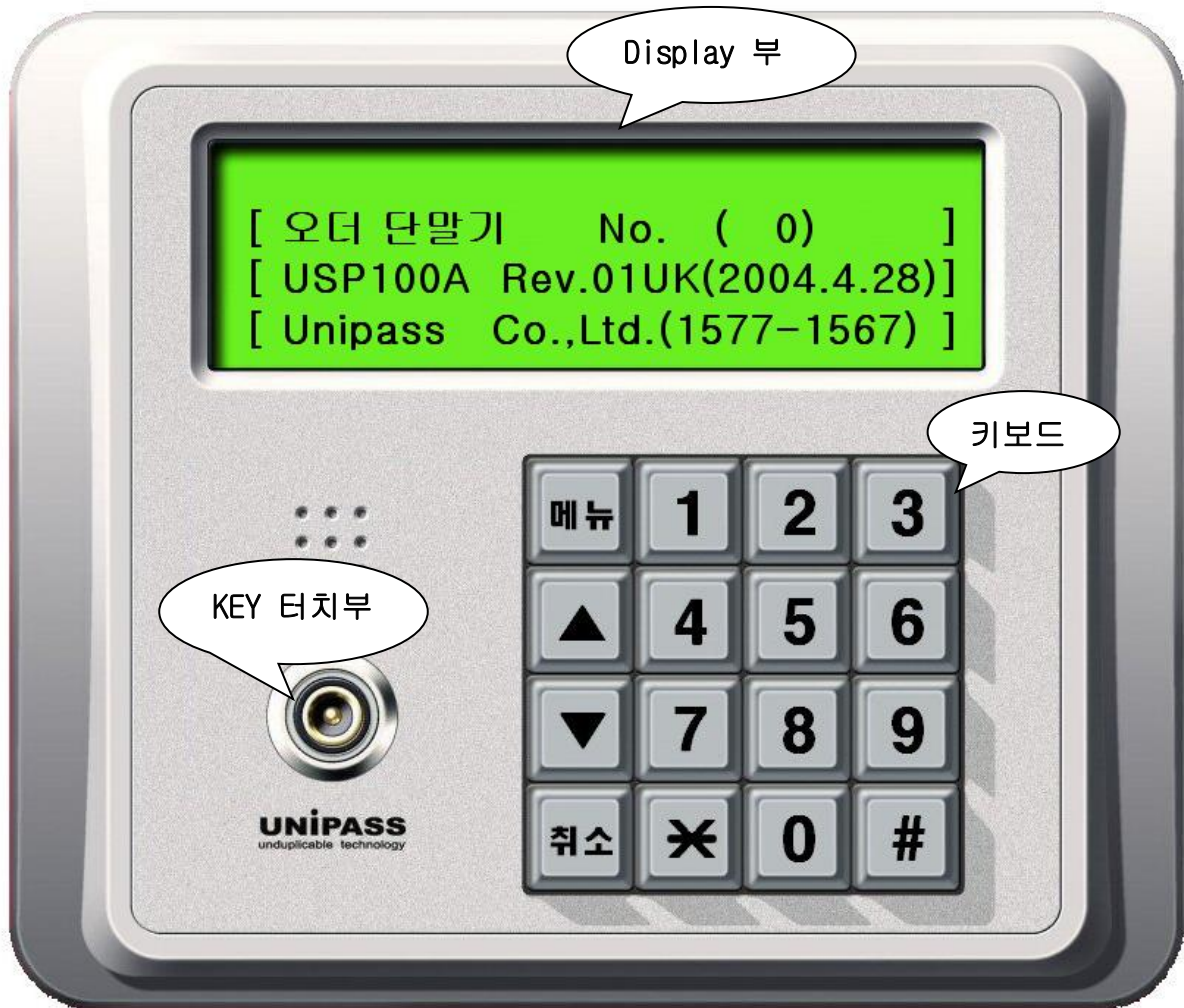 Display 부
[ 오더 단말기 No. ( 0) ]
[ USP100A Rev.01UK(2004.4.28)]
[ Unipass Co.,Ltd.(1577-1567) ]
키보드
메뉴 1 2 3
KEY 터치부
▲ 4 5 6
▼ 7 8 9
취소 * 0 #
UNiPASS
unduplicable technology